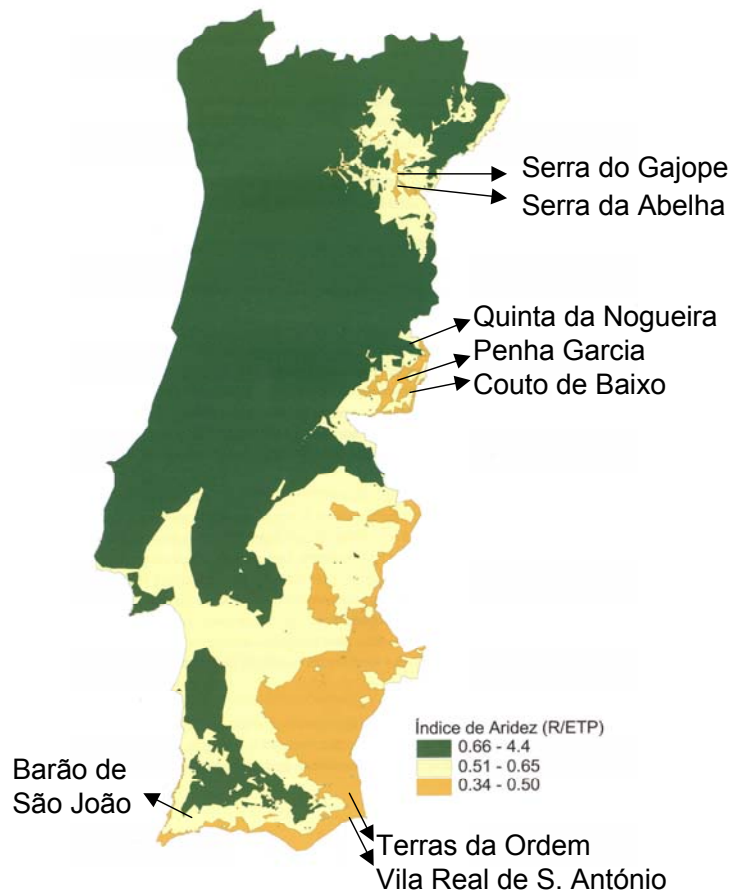 Serra do Gajope
Serra da Abelha
Quinta da Nogueira
Penha Garcia
Couto de Baixo
Índice de Aridez (R/ETP)
0.66 - 4.4
0.51 - 0.65
0.34 - 0.50
Barão de
São João
Terras da Ordem
Vila Real de S. António